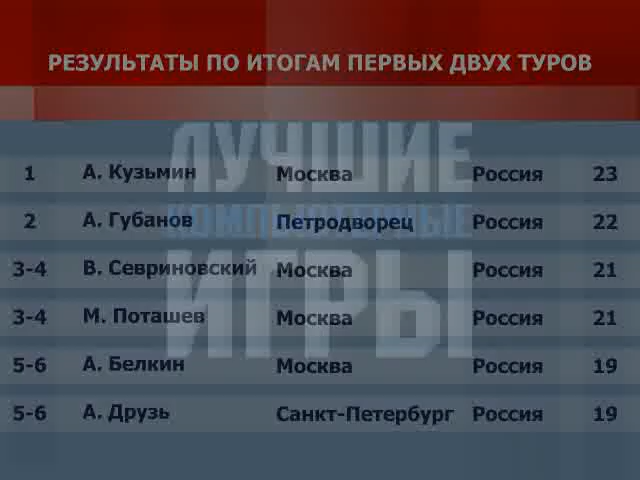 РЕЗУЛЬТАТЫ ПО ИТОГАМ ПЕРВЫХ ДВУХ ТУРОВ
ЛУЧШИЕ
КОМПЬЮТЕРНЫЕ
ИГРЫ
1 А. Кузьмин Москва Россия 23
2 А. Губанов Петродворец Россия 22
3-4 В. Севриновский Москва Россия 21
3-4 М. Поташев Москва Россия 21
5-6 А. Белкин Москва Россия 19
5-6 А. Друзь Санкт-Петербург Россия 19